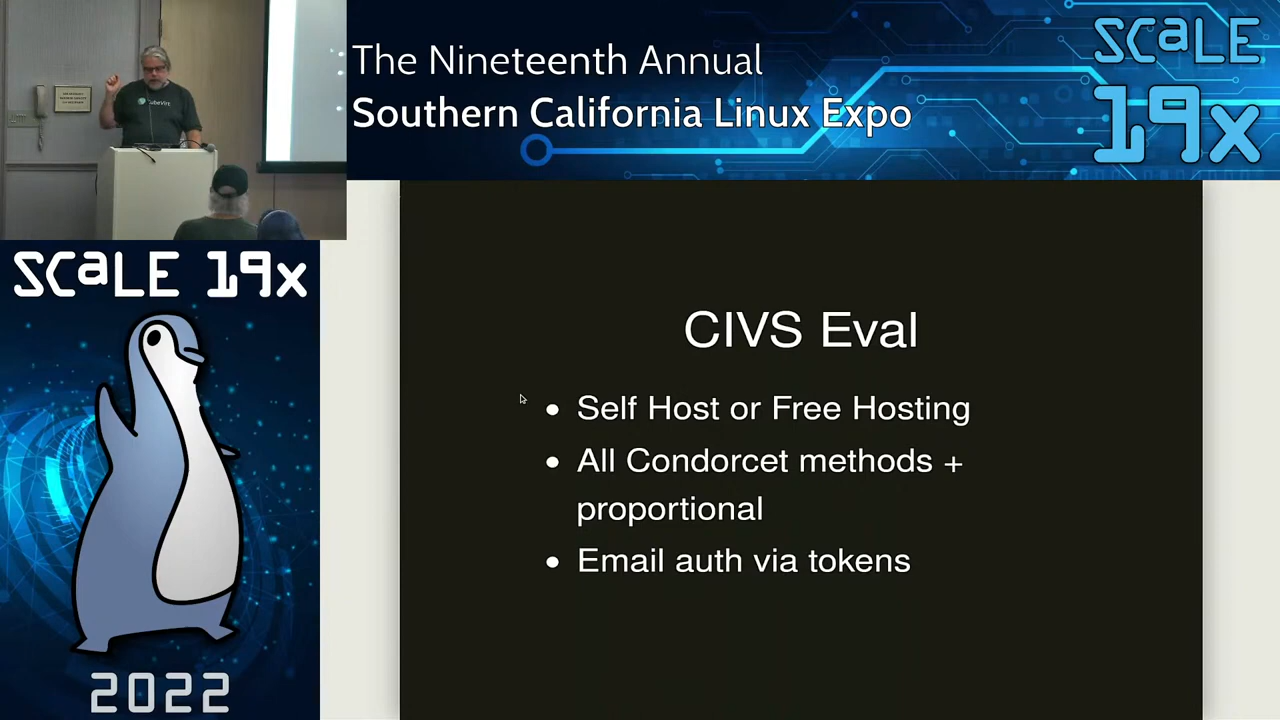 The Nineteenth Annual
Southern California Linux Expo
SCaLE
19x
SCaLE 19x
2022
CIVS Eval
• Self Host or Free Hosting
• All Condorcet methods +
proportional
• Email auth via tokens